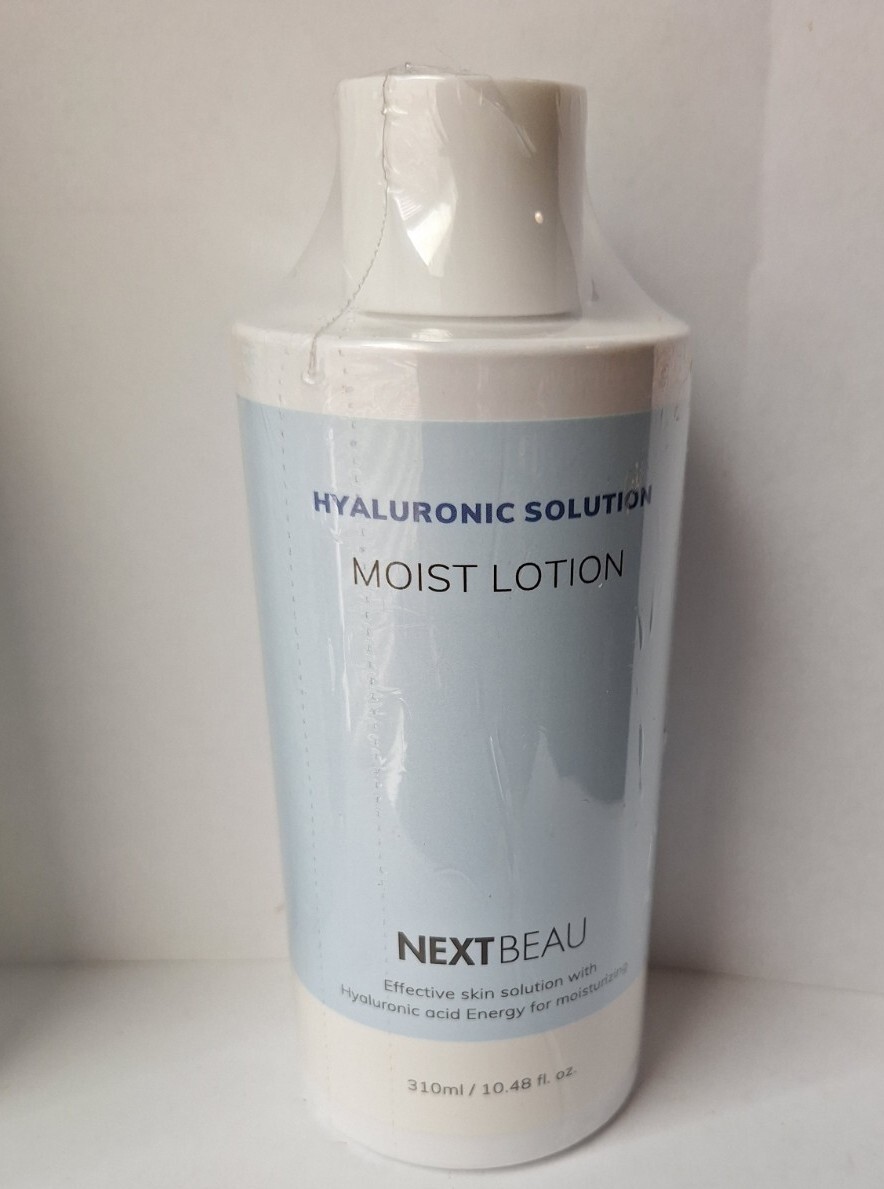 HYALURONIC SOLUTION
MOIST LOTION
NEXTBEAU
Effective skin solution with
Hyaluronic acid Energy for moisturizing
310ml / 10.48 fl. oz.